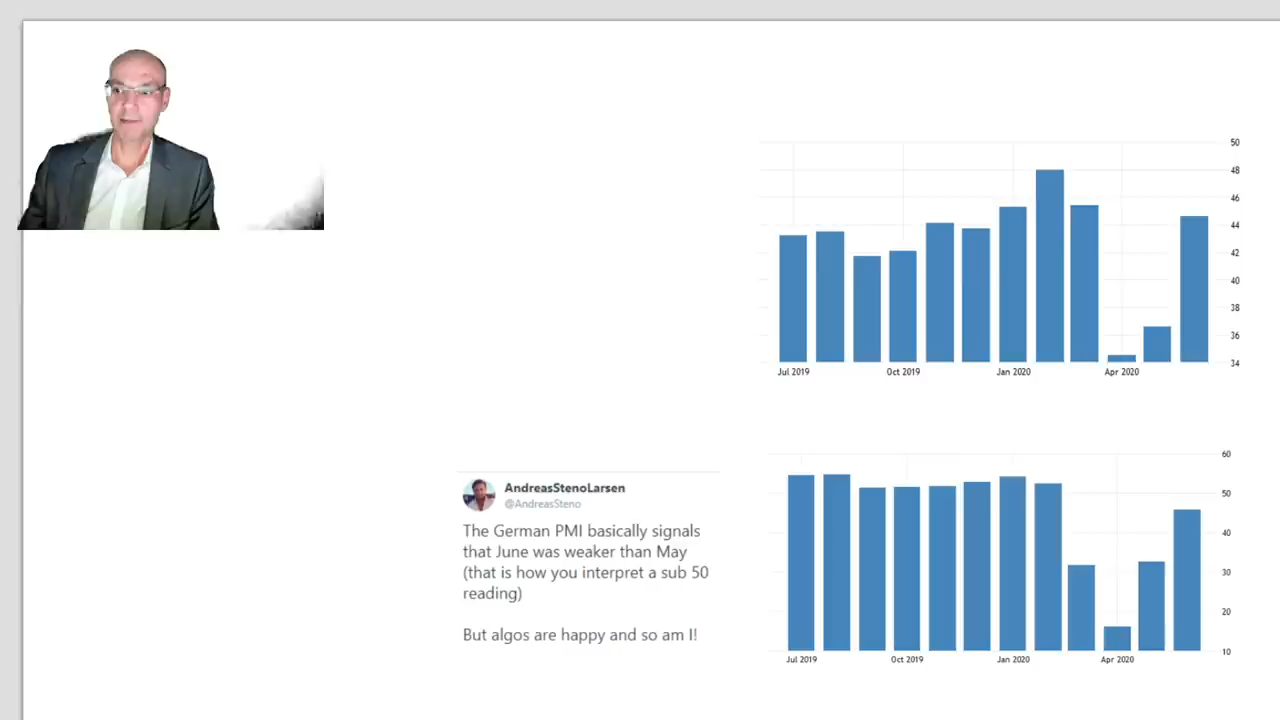 50
48
46
44
42
40
38
36
34
Jul 2019 Oct 2019 Jan 2020 Apr 2020
AndreasStenoLarsen
@AndreasSteno
The German PMI basically signals
that June was weaker than May
(that is how you interpret a sub 50
reading)
But algos are happy and so am I!
60
50
40
30
20
10
Jul 2019 Oct 2019 Jan 2020 Apr 2020